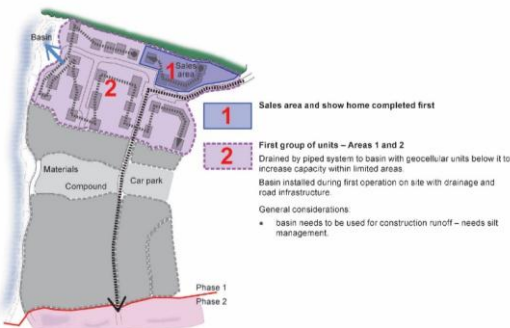 Basin
1
Sales
area
2
Materials
Compound
Car park
Phase 1
Phase 2
1
Sales area and show home completed first
2
First group of units – Areas 1 and 2
Drained by piped system to basin with geocellular units below it to
increase capacity within limited areas.
Basin installed during first operation on site with drainage and
road infrastructure.
General considerations:
• basin needs to be used for construction runoff – needs silt
management.